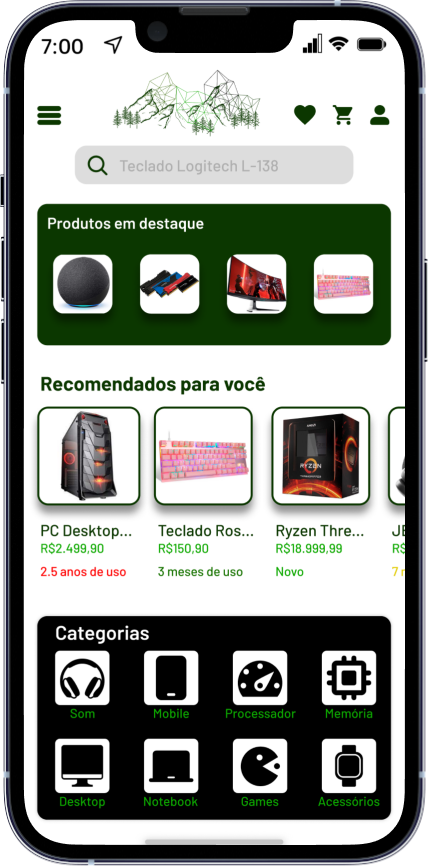 7:00
Teclado Logitech L-138
Produtos em destaque
Recomendados para você
PC Desktop... Teclado Ros... Ryzen Thre...
R$2.499,90 R$150,90 R$18.999,99
2.5 anos de uso 3 meses de uso Novo
RYZEN
Categorias
Som Mobile Processador Memória
Desktop Notebook Games Acessórios